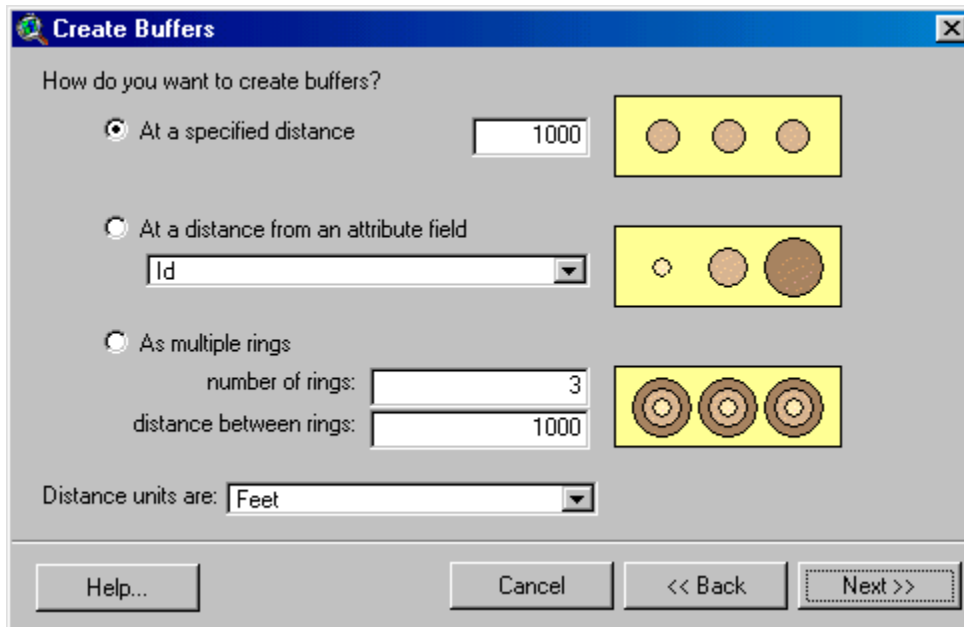 Create Buffers
How do you want to create buffers?
At a specified distance 1000
At a distance from an attribute field
Id
As multiple rings
number of rings: 3
distance between rings: 1000
Distance units are: Feet
Help... Cancel << Back Next >>